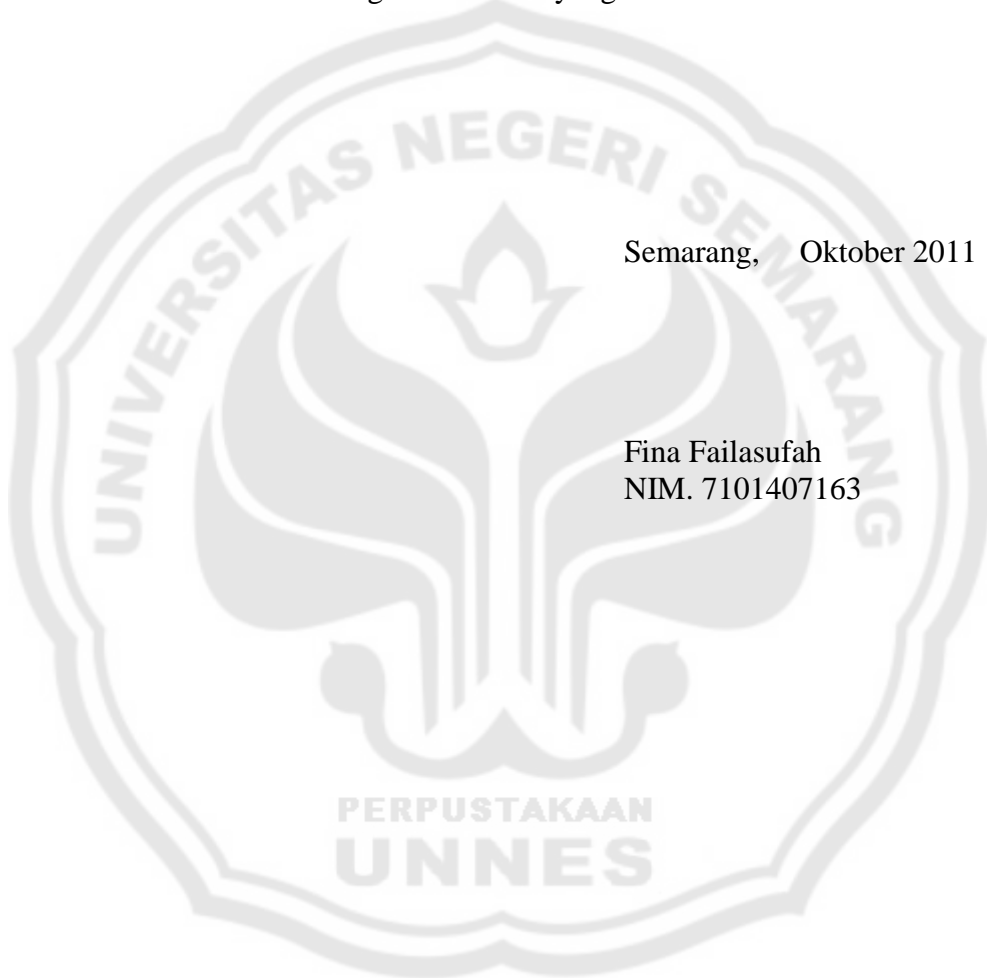 UNIVERSITAS NEGERI SEMARANG
Semarang, Oktober 2011
Fina Failasufah
NIM. 7101407163
PERPUSTAKAAN
UNNES